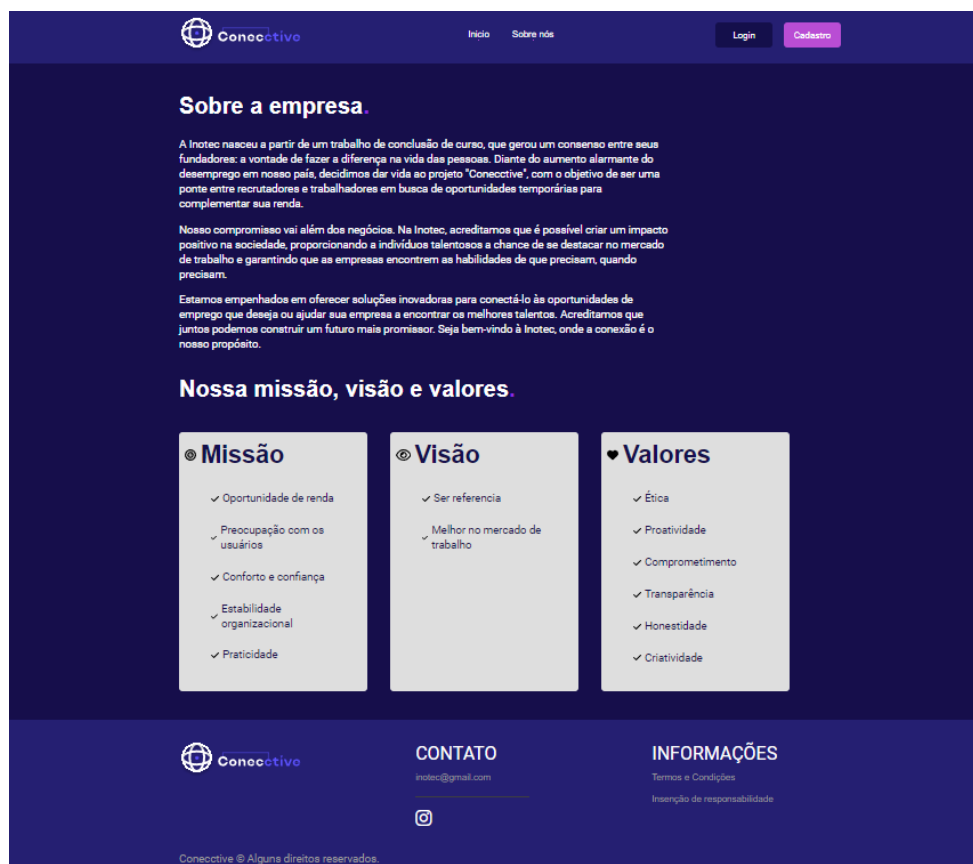 Conecctive
Início
Sobre nós
Login
Cadastro
Sobre a empresa.
A Inotec nasceu a partir de um trabalho de conclusão de curso, que gerou um consenso entre seus
fundadores: a vontade de fazer a diferença na vida das pessoas. Diante do aumento alarmante do
desemprego em nosso país, decidimos dar vida ao projeto "Conecctive", com o objetivo de ser uma
ponte entre recrutadores e trabalhadores em busca de oportunidades temporárias para
complementar sua renda.
Nosso compromisso vai além dos negócios. Na Inotec, acreditamos que é possível criar um impacto
positivo na sociedade, proporcionando a indivíduos talentosos a chance de se destacar no mercado
de trabalho e garantindo que as empresas encontrem as habilidades de que precisam, quando
precisam.
Estamos empenhados em oferecer soluções inovadoras para conectá-lo às oportunidades de
emprego que deseja ou ajudar sua empresa a encontrar os melhores talentos. Acreditamos que
juntos podemos construir um futuro mais promissor. Seja bem-vindo à Inotec, onde a conexão é o
nosso propósito.
Nossa missão, visão e valores.
Missão
Oportunidade de renda
Preocupação com os
usuários
Conforto e confiança
Estabilidade
organizacional
Praticidade
Visão
Ser referencia
Melhor no mercado de
trabalho
Valores
Ética
Proatividade
Comprometimento
Transparência
Honestidade
Criatividade
Conecctive
CONTATO
inotec@gmail.com
INFORMAÇÕES
Termos e Condições
Insenção de responsabilidade
Conecctive © Alguns direitos reservados.